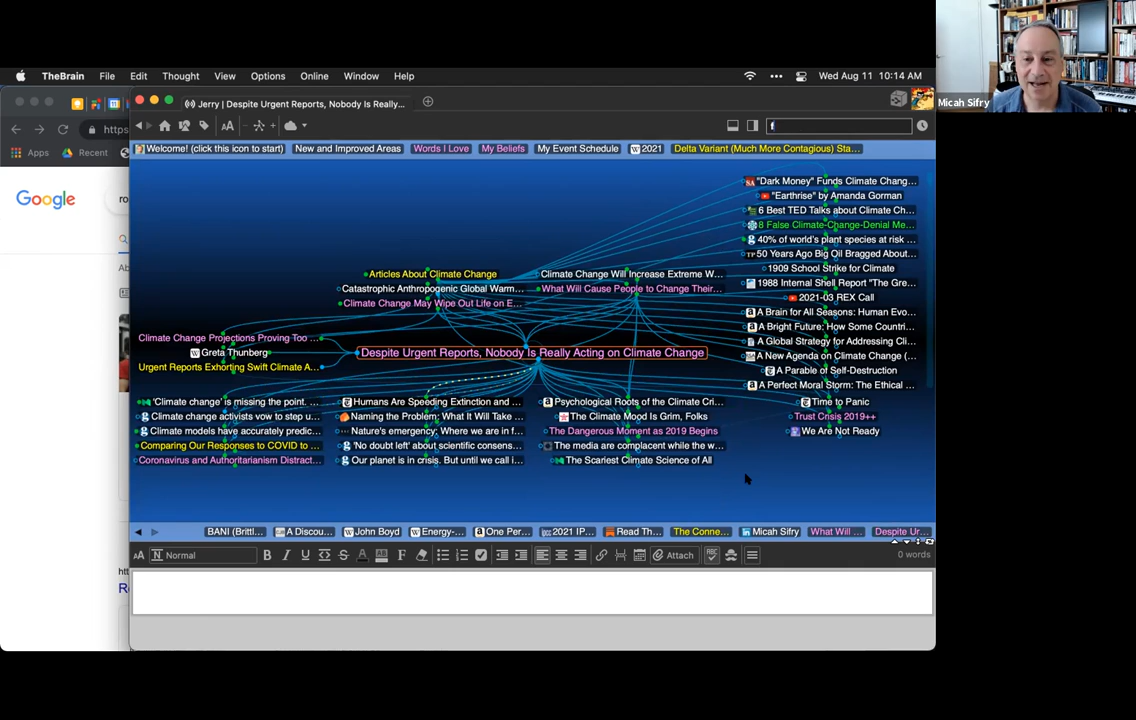 TheBrain File Edit Thought View Options Online Window Help Wed Aug 11 10:14 AM
Jerry | Despite Urgent Reports, Nobody Is Really...
Micah Sifry
https
Apps Recent
f
Welcome! (click this icon to start) New and Improved Areas Words I Love My Beliefs My Event Schedule 2021 Delta Variant (Much More Contagious) Sta...
Google
ro
"Dark Money" Funds Climate Chang...
"Earthrise" by Amanda Gorman
6 Best TED Talks about Climate Ch...
8 False Climate-Change-Denial Me...
40% of world's plant species at risk ...
50 Years Ago Big Oil Bragged About...
1909 School Strike for Climate
1988 Internal Shell Report "The Gre...
2021-03 REX Call
A Brain for All Seasons: Human Evo...
A Bright Future: How Some Countri...
A Global Strategy for Addressing Cli...
A New Agenda on Climate Change (...
A Parable of Self-Destruction
A Perfect Moral Storm: The Ethical ...
Time to Panic
Trust Crisis 2019++
We Are Not Ready
Articles About Climate Change
Catastrophic Anthropogenic Global Warm...
Climate Change May Wipe Out Life on E...
Climate Change Will Increase Extreme W...
What Will Cause People to Change Their...
Climate Change Projections Proving Too ...
Greta Thunberg
Urgent Reports Exhorting Swift Climate A...
Despite Urgent Reports, Nobody Is Really Acting on Climate Change
'Climate change' is missing the point. ...
Climate change activists vow to step u...
Climate models have accurately predic...
Comparing Our Responses to COVID to ...
Coronavirus and Authoritarianism Distract...
Humans Are Speeding Extinction and ...
Naming the Problem: What It Will Take ...
Nature's emergency: Where we are in f...
'No doubt left' about scientific consens...
Our planet is in crisis. But until we call i...
Psychological Roots of the Climate Cri...
The Climate Mood Is Grim, Folks
The Dangerous Moment as 2019 Begins
The media are complacent while the w...
The Scariest Climate Science of All
BANI (Brittl... A Discou... John Boyd Energy-... One Per... 2021 IP... Read Th... The Conne... Micah Sifry What Will ... Despite Ur...
Normal B I U S A Attach 0 words